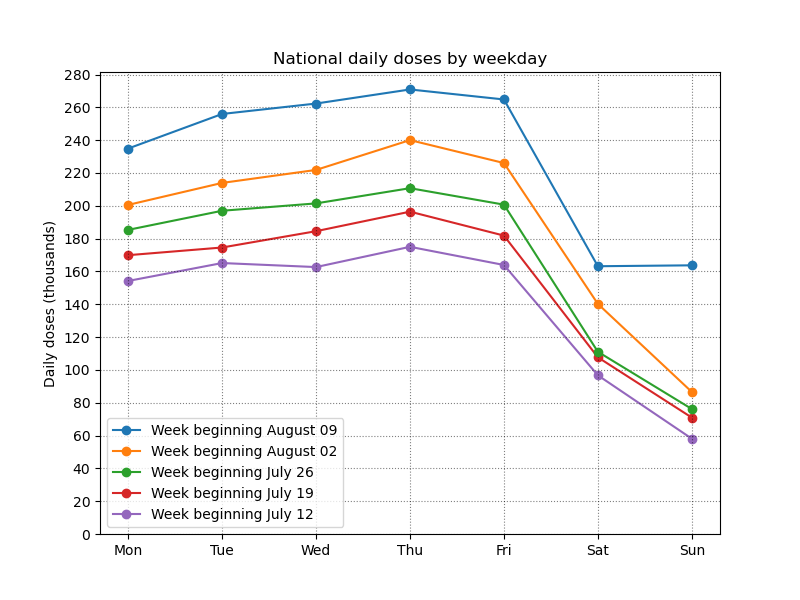 National daily doses by weekday
Daily doses (thousands)
280
260
240
220
200
180
160
140
120
100
80
60
40
20
0
Week beginning August 09
Week beginning August 02
Week beginning July 26
Week beginning July 19
Week beginning July 12
Mon Tue Wed Thu Fri Sat Sun